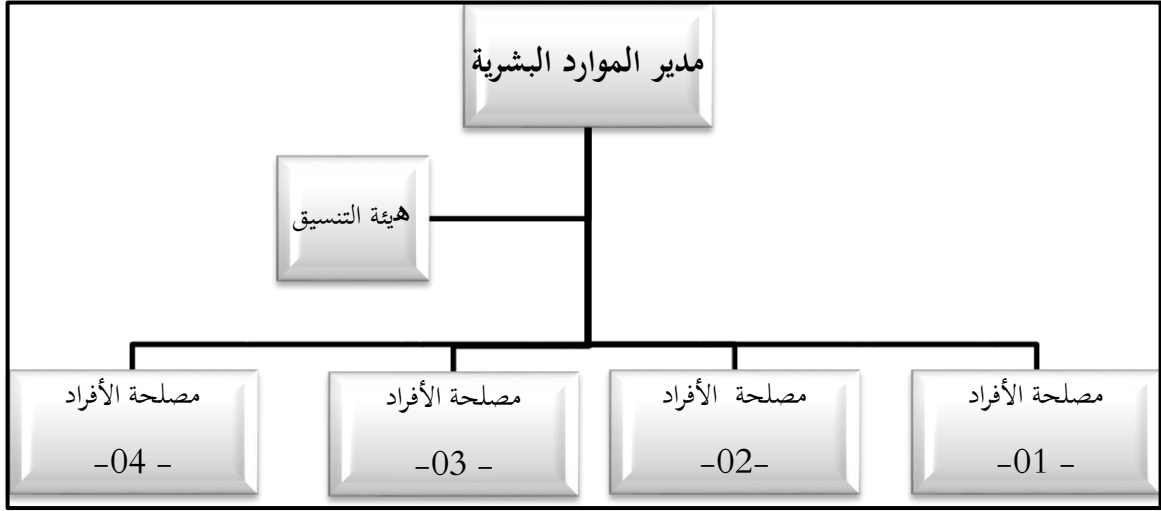 مدير الموارد البشرية
هيئة التنسيق
مصلحة الأفراد
-01 -
مصلحة الأفراد
-02-
مصلحة الأفراد
-03 -
مصلحة الأفراد
-04 -